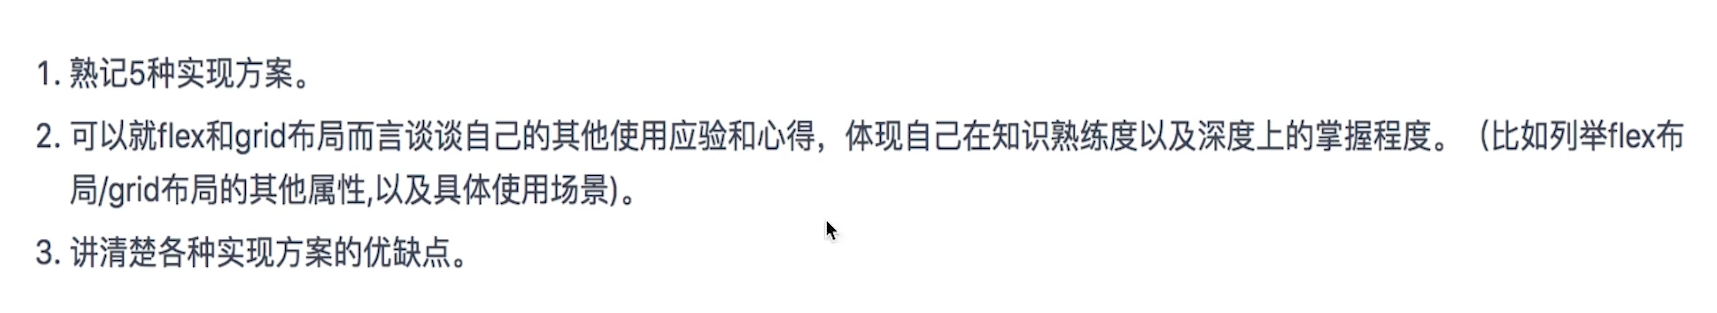 1. 熟记5种实现方案。
2. 可以就flex和grid布局而言谈谈自己的其他使用应验和心得，体现自己在知识熟练度以及深度上的掌握程度。（比如列举flex布
局/grid布局的其他属性,以及具体使用场景)。
3. 讲清楚各种实现方案的优缺点。